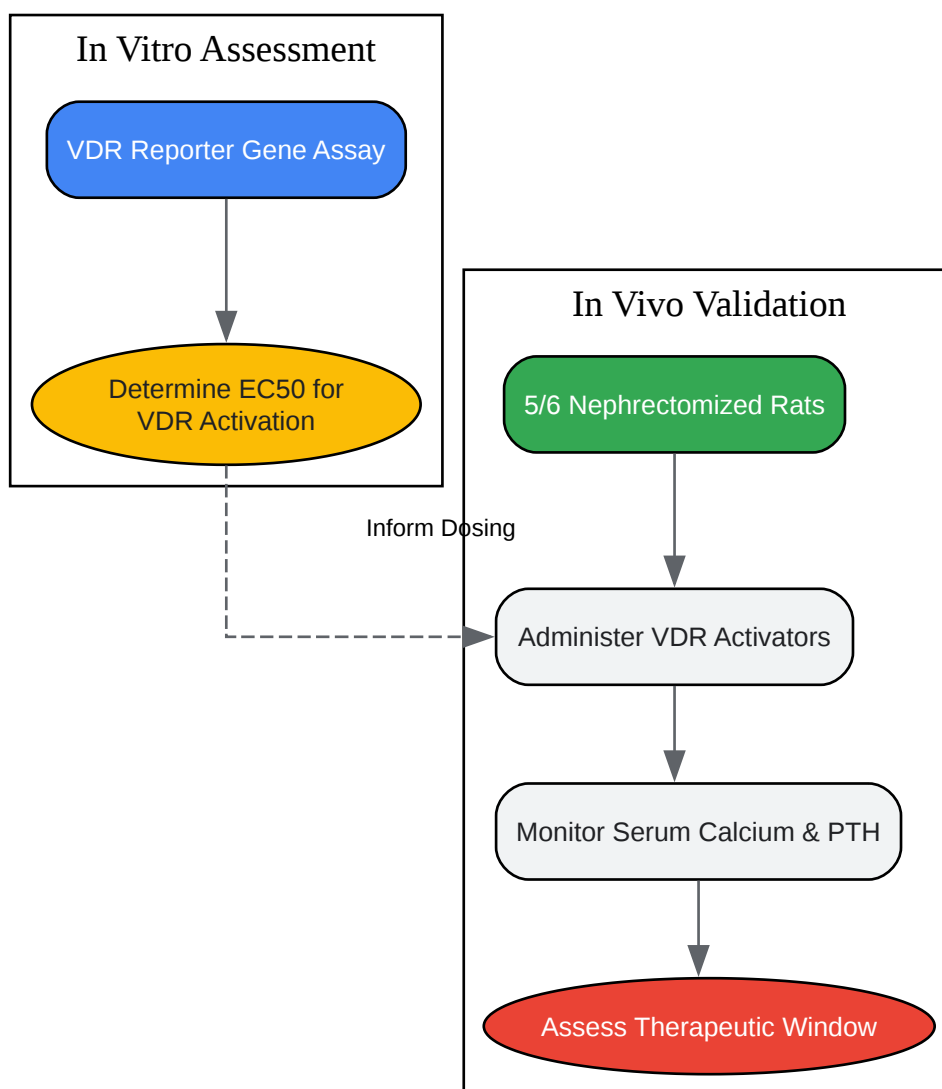 In Vitro Assessment
VDR Reporter Gene Assay
Determine EC50 for
VDR Activation
Inform Dosing
In Vivo Validation
5/6 Nephrectomized Rats
Administer VDR Activators
Monitor Serum Calcium & PTH
Assess Therapeutic Window